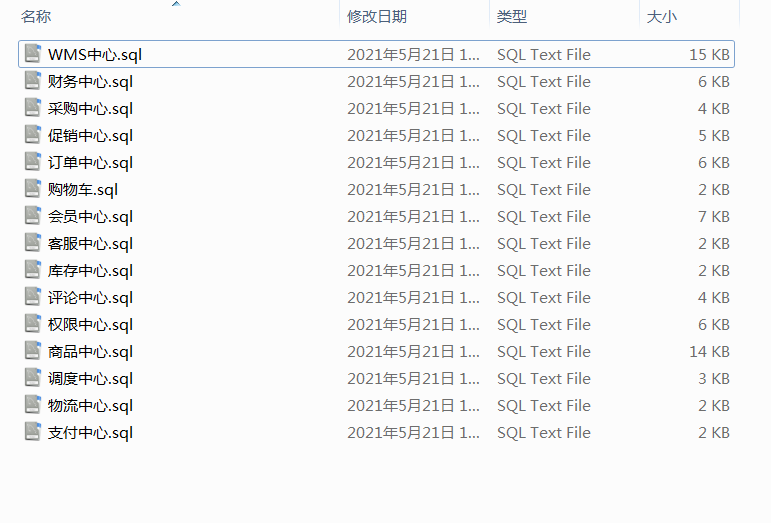 名称 修改日期 类型 大小
WMS中心.sql 2021年5月21日 1... SQL Text File 15 KB
财务中心.sql 2021年5月21日 1... SQL Text File 6 KB
采购中心.sql 2021年5月21日 1... SQL Text File 4 KB
促销中心.sql 2021年5月21日 1... SQL Text File 5 KB
订单中心.sql 2021年5月21日 1... SQL Text File 6 KB
购物车.sql 2021年5月21日 1... SQL Text File 2 KB
会员中心.sql 2021年5月21日 1... SQL Text File 7 KB
客服中心.sql 2021年5月21日 1... SQL Text File 2 KB
库存中心.sql 2021年5月21日 1... SQL Text File 2 KB
评论中心.sql 2021年5月21日 1... SQL Text File 4 KB
权限中心.sql 2021年5月21日 1... SQL Text File 6 KB
商品中心.sql 2021年5月21日 1... SQL Text File 14 KB
调度中心.sql 2021年5月21日 1... SQL Text File 3 KB
物流中心.sql 2021年5月21日 1... SQL Text File 2 KB
支付中心.sql 2021年5月21日 1... SQL Text File 2 KB